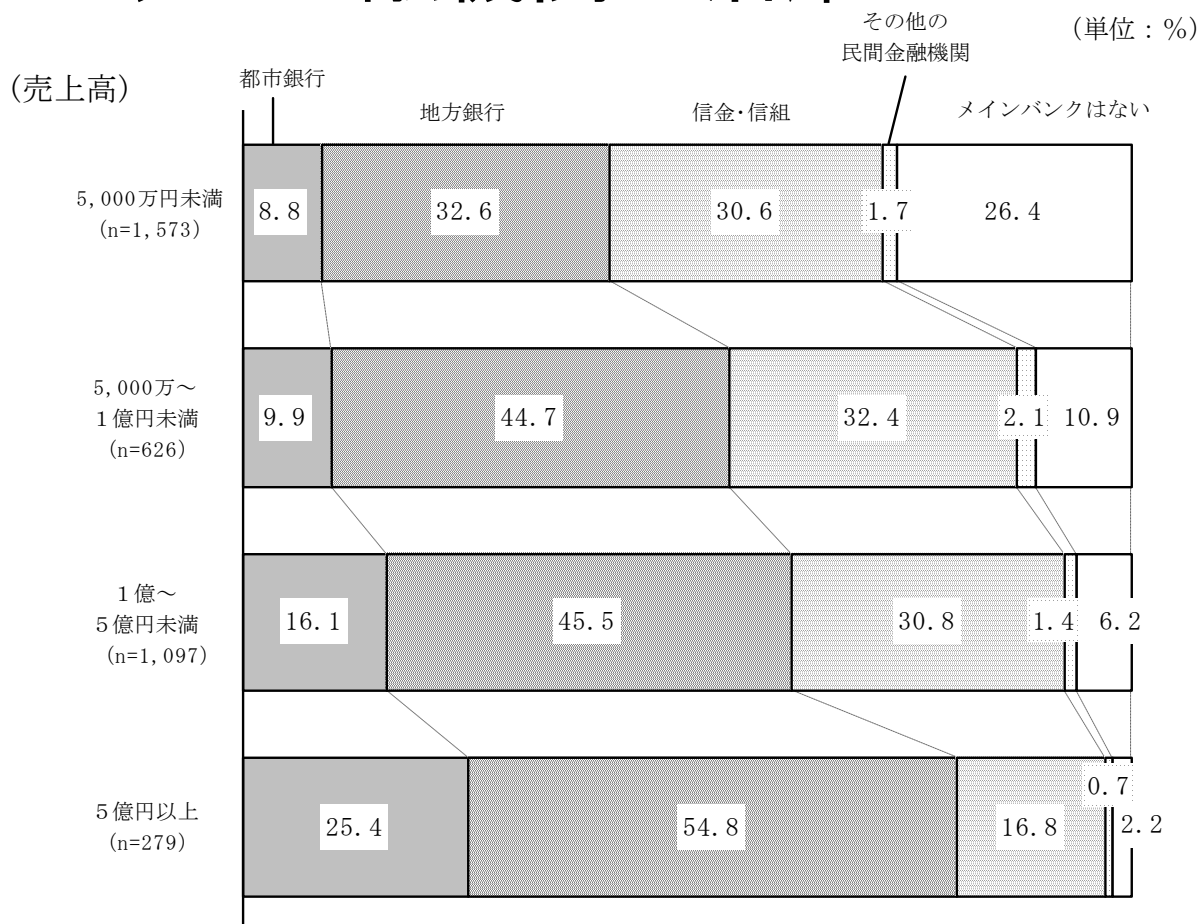 （単位：％）
（売上高）
その他の
民間金融機関
都市銀行
地方銀行
信金・信組
メインバンクはない
5,000万円未満
(n=1,573)
8.8
32.6
30.6
1.7
26.4
5,000万～
１億円未満
(n=626)
9.9
44.7
32.4
2.1
10.9
１億～
５億円未満
(n=1,097)
16.1
45.5
30.8
1.4
6.2
５億円以上
(n=279)
25.4
54.8
16.8
0.7
2.2